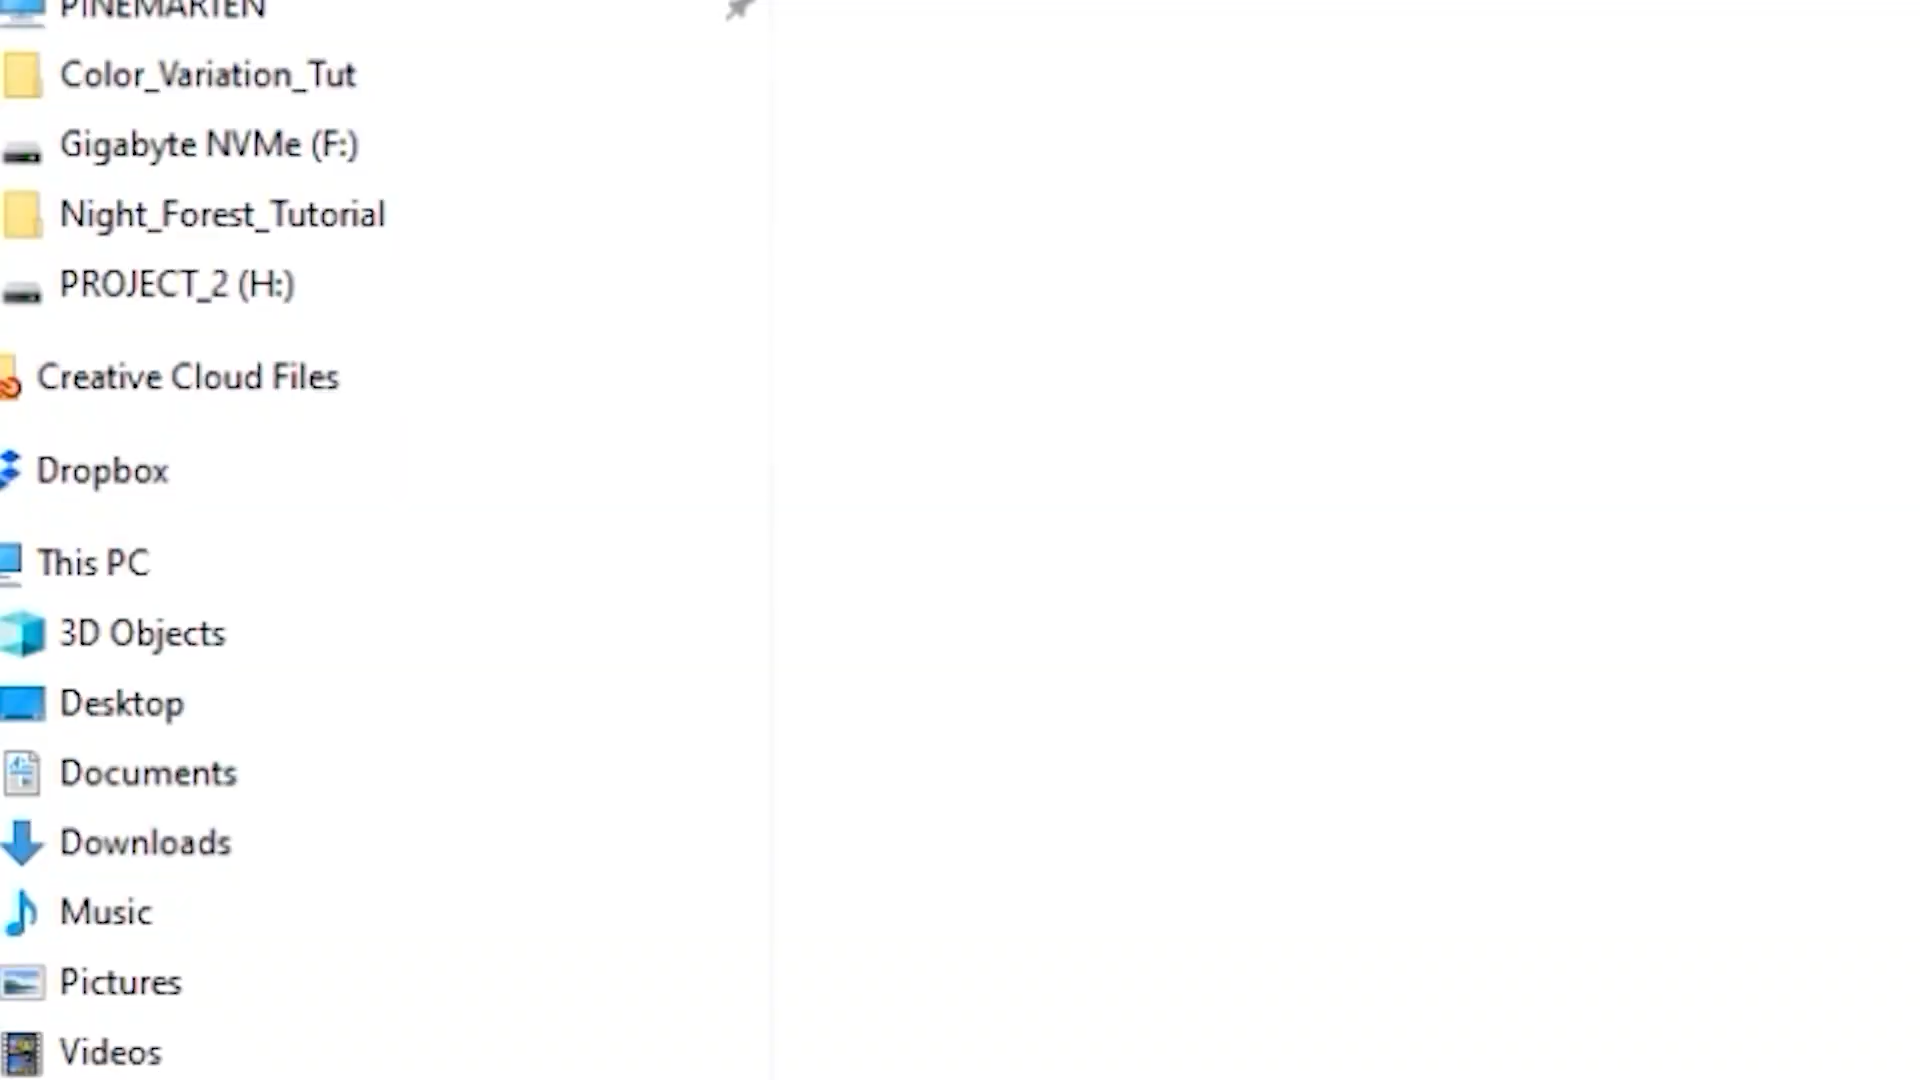 PINEMARTEN
Color_Variation_Tut
Gigabyte NVMe (F:)
Night_Forest_Tutorial
PROJECT_2 (H:)
Creative Cloud Files
Dropbox
This PC
3D Objects
Desktop
Documents
Downloads
Music
Pictures
Videos